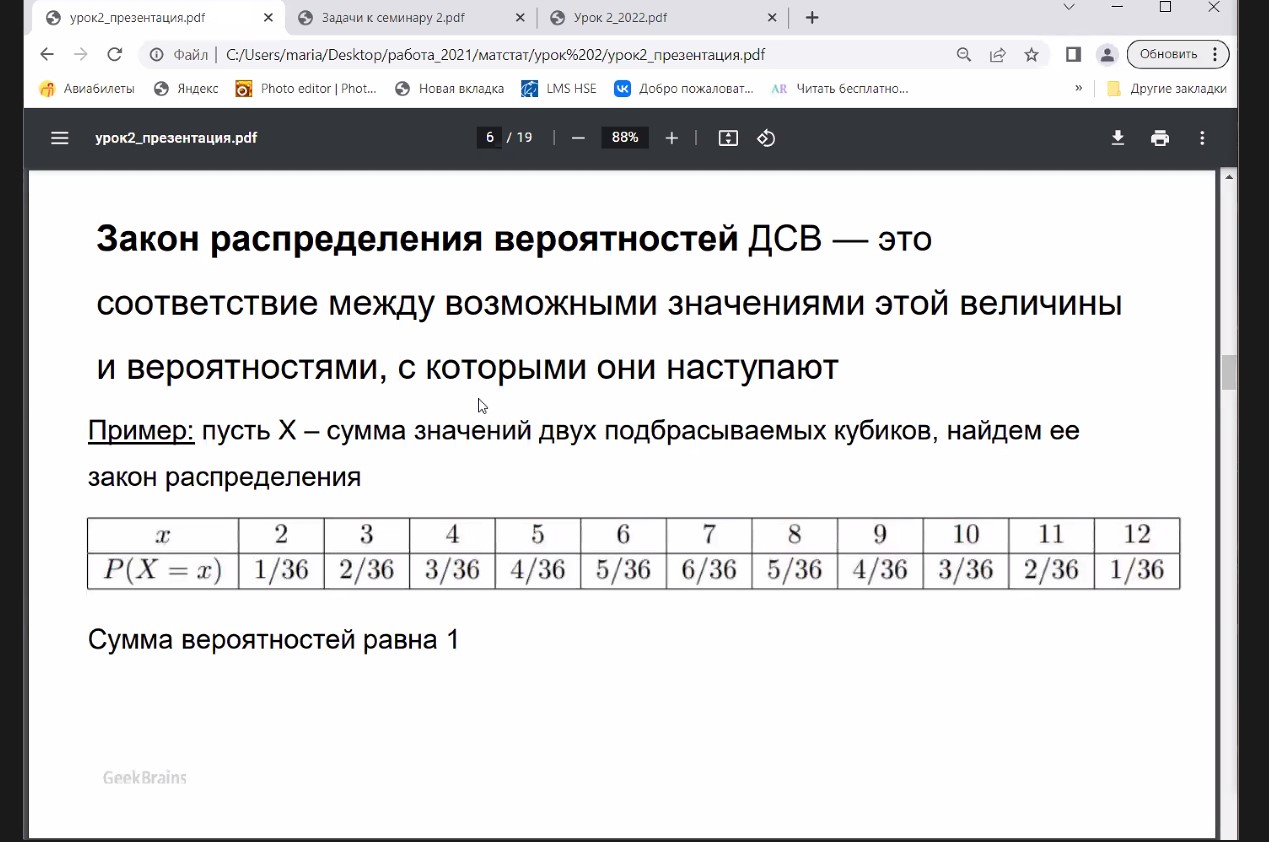 урок2_презентация.pdf
Задачи к семинару 2.pdf
Урок 2_2022.pdf
Файл
C:/Users/maria/Desktop/работа_2021/матстат/урок%202/урок2_презентация.pdf
Обновить
Авиабилеты
Яндекс
Photo editor | Phot...
Новая вкладка
LMS HSE
Добро пожаловат...
AR Читать бесплатно...
»
Другие закладки
урок2_презентация.pdf
6 / 19
88%
Закон распределения вероятностей ДСВ — это
соответствие между возможными значениями этой величины
и вероятностями, с которыми они наступают
Пример: пусть X – сумма значений двух подбрасываемых кубиков, найдем ее
закон распределения
x 2 3 4 5 6 7 8 9 10 11 12
P(X = x) 1/36 2/36 3/36 4/36 5/36 6/36 5/36 4/36 3/36 2/36 1/36
Сумма вероятностей равна 1
GeekBrains